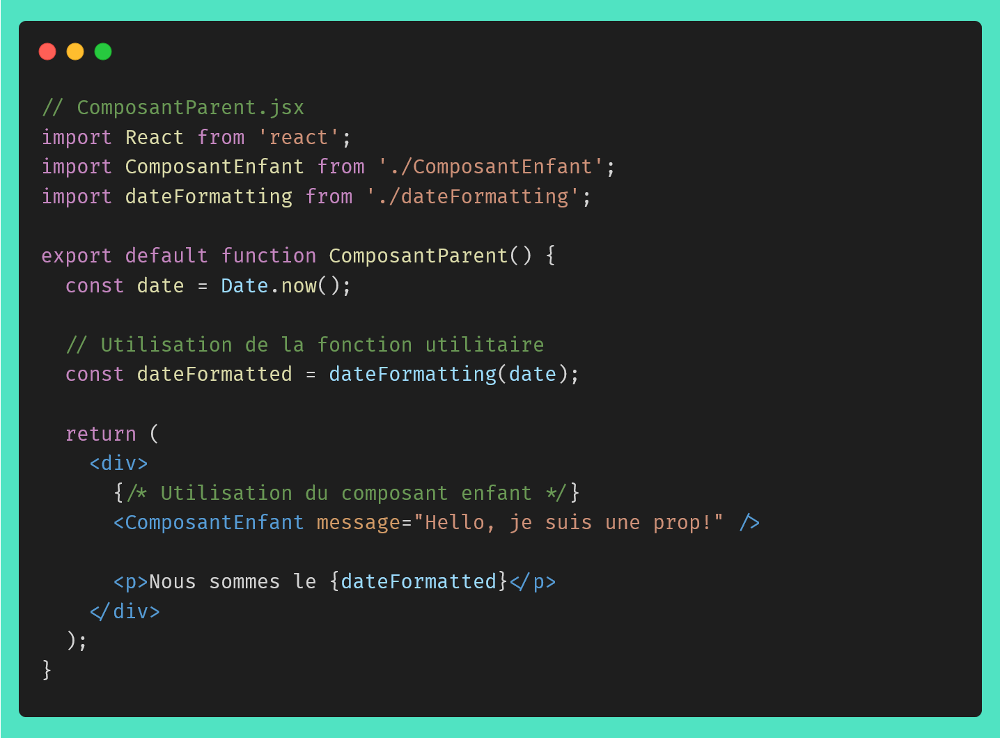 // ComposantParent.jsx
import React from 'react';
import ComposantEnfant from './ComposantEnfant';
import dateFormatting from './dateFormatting';

export default function ComposantParent() {
  const date = Date.now();

  // Utilisation de la fonction utilitaire
  const dateFormatted = dateFormatting(date);

  return (
    <div>
      {/* Utilisation du composant enfant */}
      <ComposantEnfant message="Hello, je suis une prop!" />

      <p>Nous sommes le {dateFormatted}</p>
    </div>
  );
}